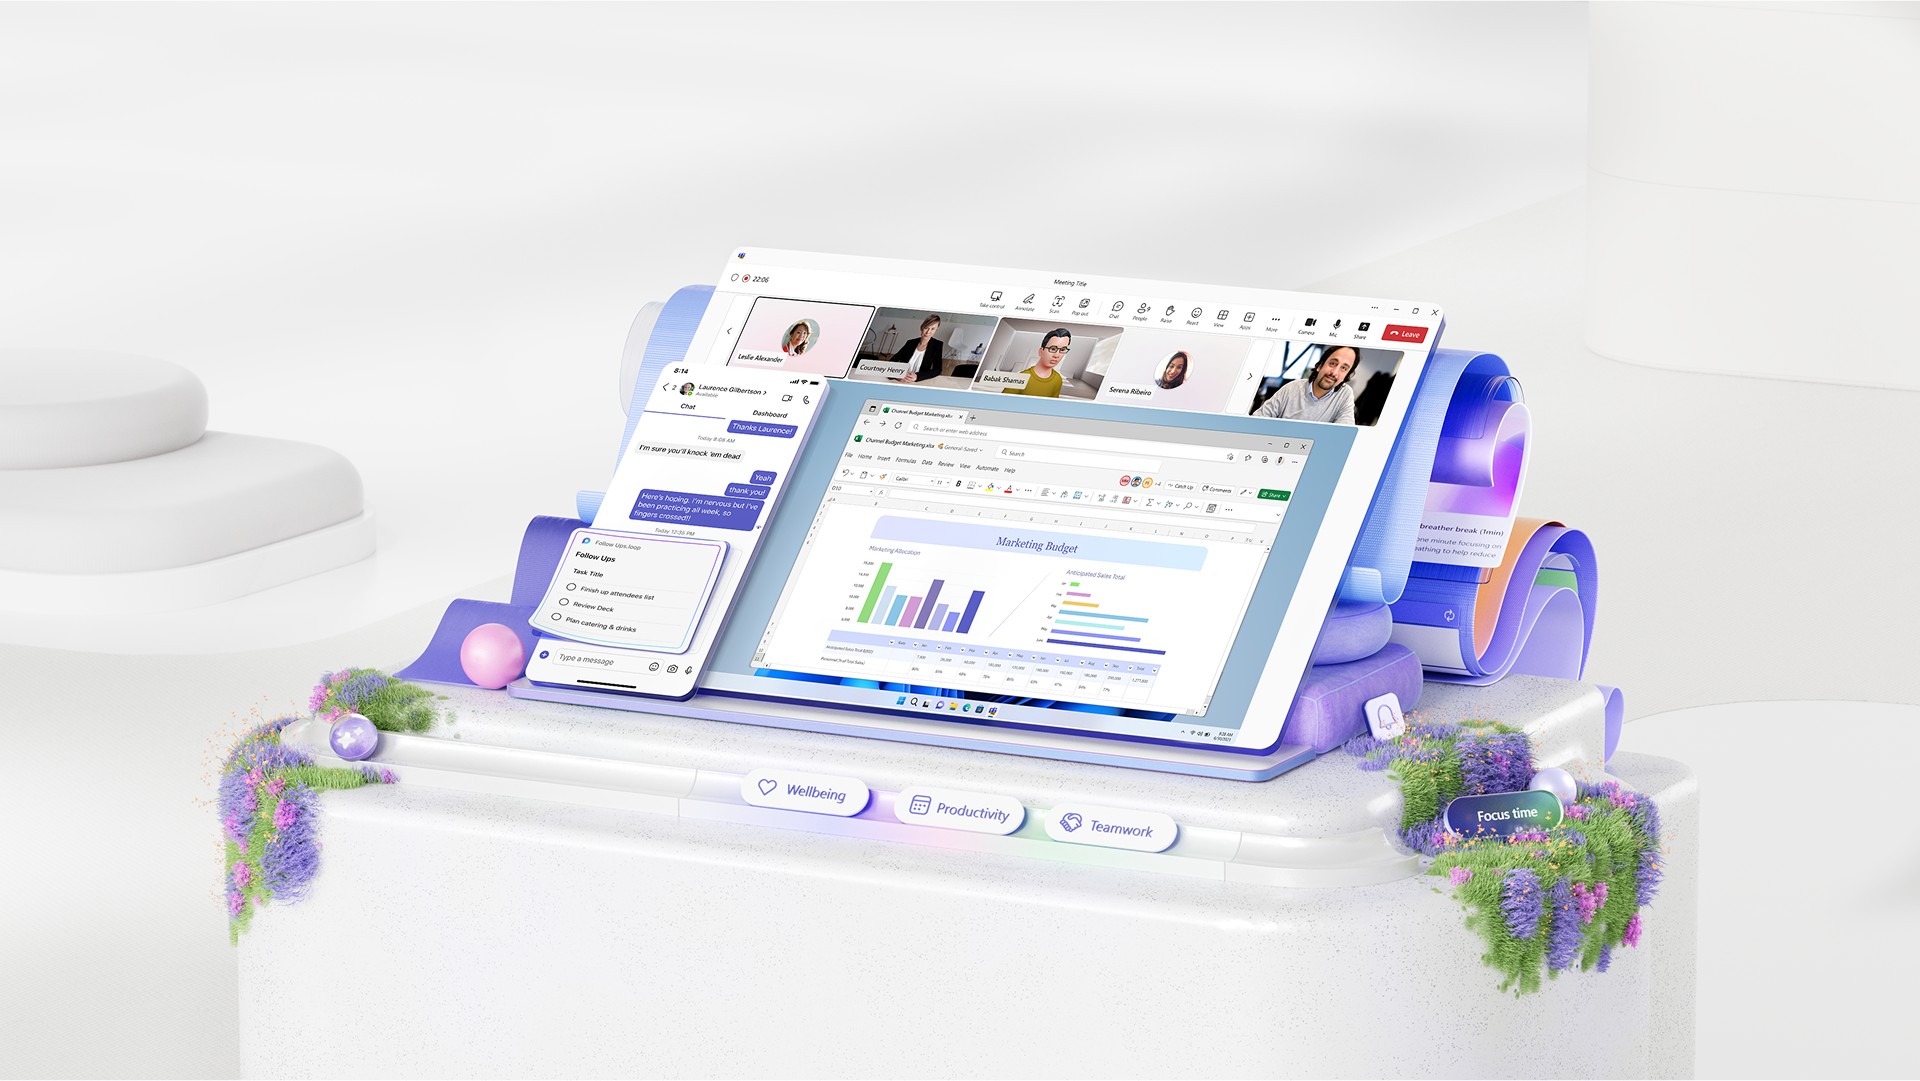 Meeting Title
22:06
Take control
Annotate
Scan
Pop out
Chat
People
Raise
React
View
Apps
More
Camera
Mic
Share
Leave
Leslie Alexander
Courtney Henry
Babak Shamas
Serena Ribeiro
8:14
2
Laurence Gilbertson
Available
Chat
Dashboard
Thanks Laurence!
Today 8:08 AM
I'm sure you'll knock 'em dead
Yeah
thank you!
Here's hoping. I'm nervous but I've
been practicing all week, so
fingers crossed!!
Today 12:35 PM
Follow Ups.loop
Follow Ups
Task Title
Finish up attendees list
Review Deck
Plan catering & drinks
Type a message
Channel Budget Marketing.xlsx
Search or enter web address
Channel Budget Marketing.xlsx
General-Saved
Search
File
Home
Insert
Formulas
Data
Review
View
Automate
Help
Catch Up
Comments
Share
Calibri
11
B
Marketing Budget
Marketing Allocation
Anticipated Sales Total
breather break (1min)
one minute focusing on
eathing to help reduce
Wellbeing
Productivity
Teamwork
Focus time